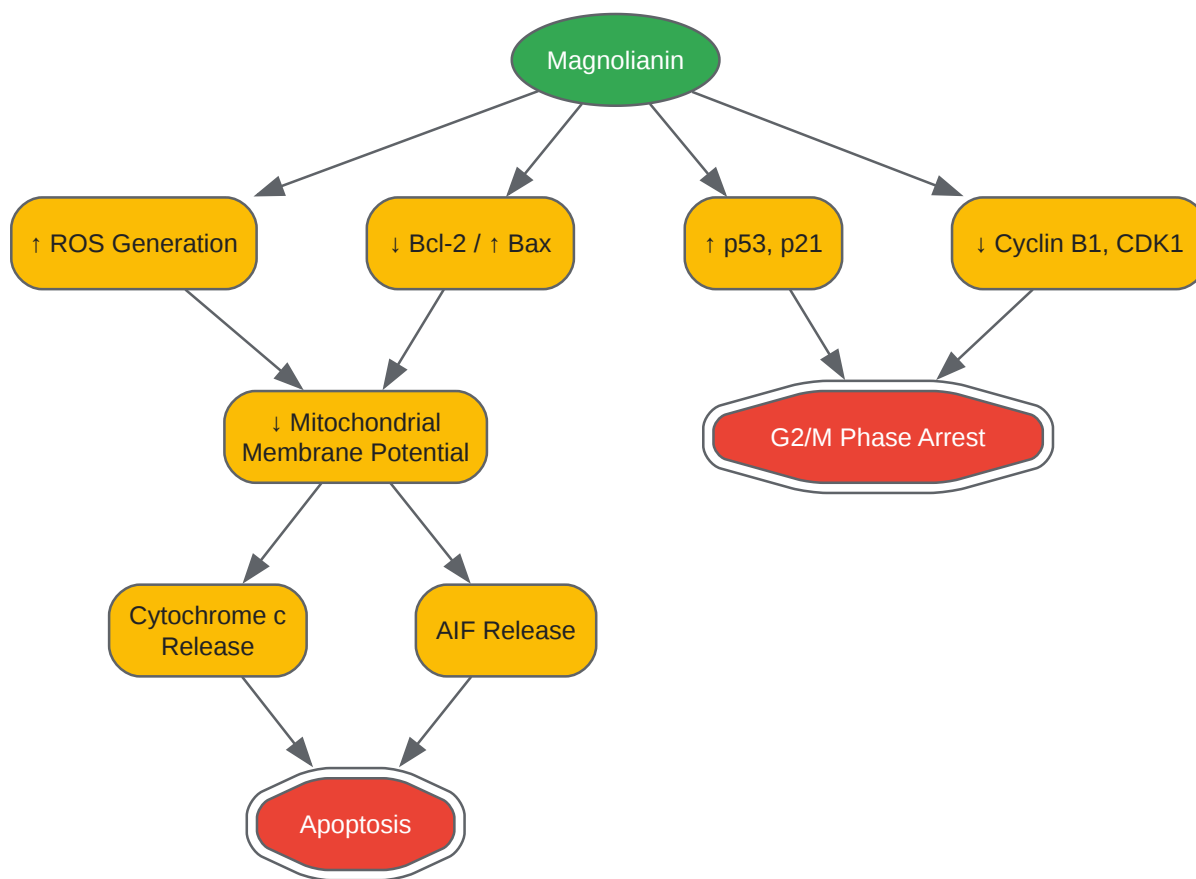 Magnolianin
↑ ROS Generation
↓ Bcl-2 / ↑ Bax
↑ p53, p21
↓ Cyclin B1, CDK1
↓ Mitochondrial
Membrane Potential
G2/M Phase Arrest
Cytochrome c
Release
AIF Release
Apoptosis